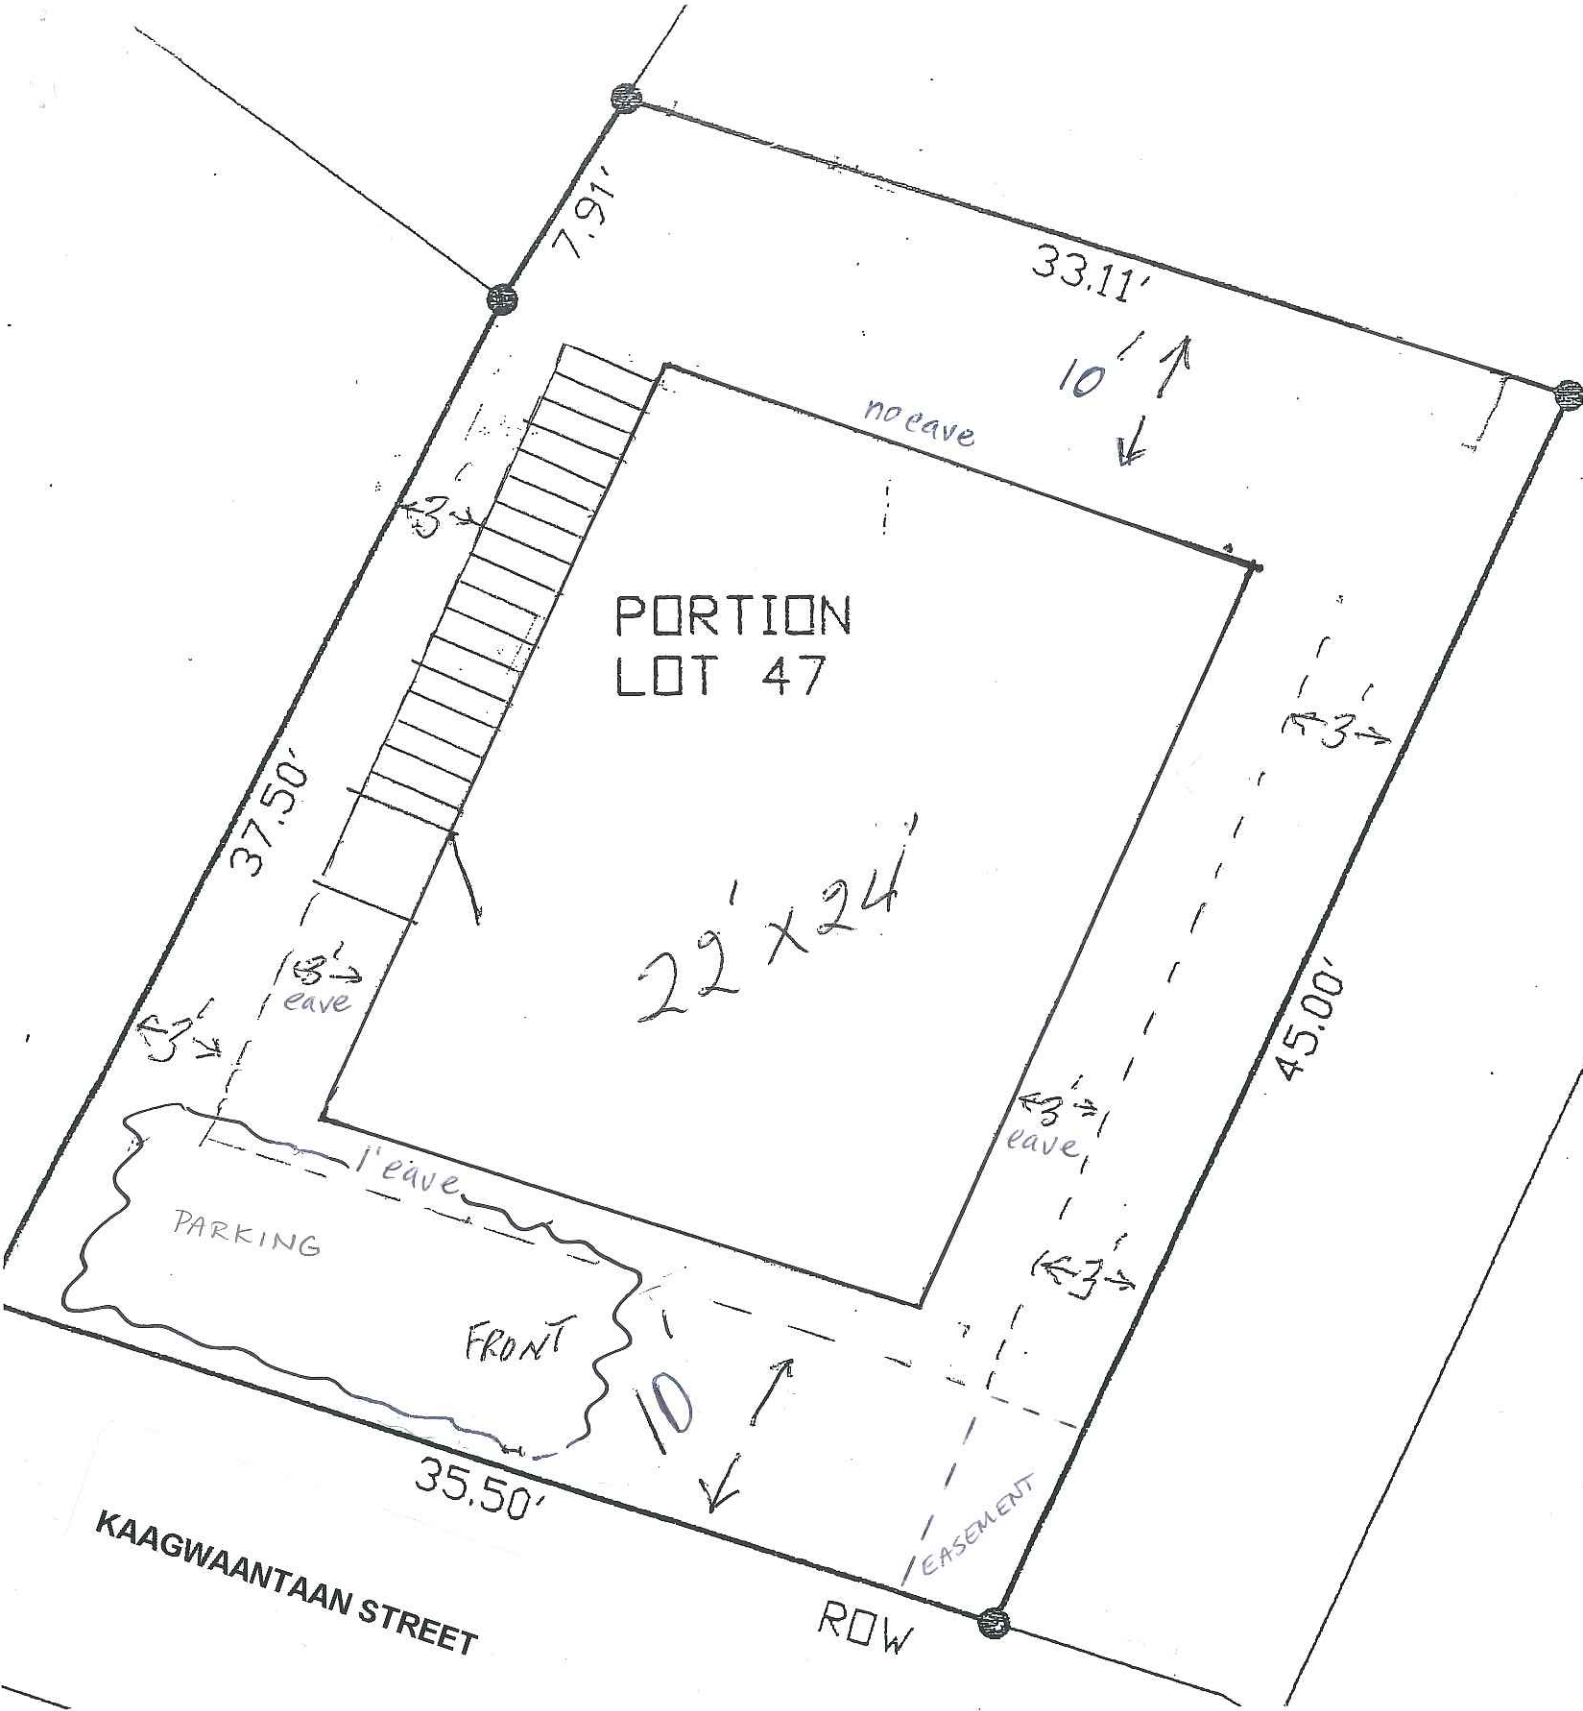 7.91'
33.11'
10'
no eave
3'
PORTION
LOT 47
3'
37.50'
22' x 24'
3'
eave
3'
45.00'
3'
eave
1' eave
PARKING
3'
FRONT
10'
35.50'
EASEMENT
KAAGWAANTAAN STREET
ROW